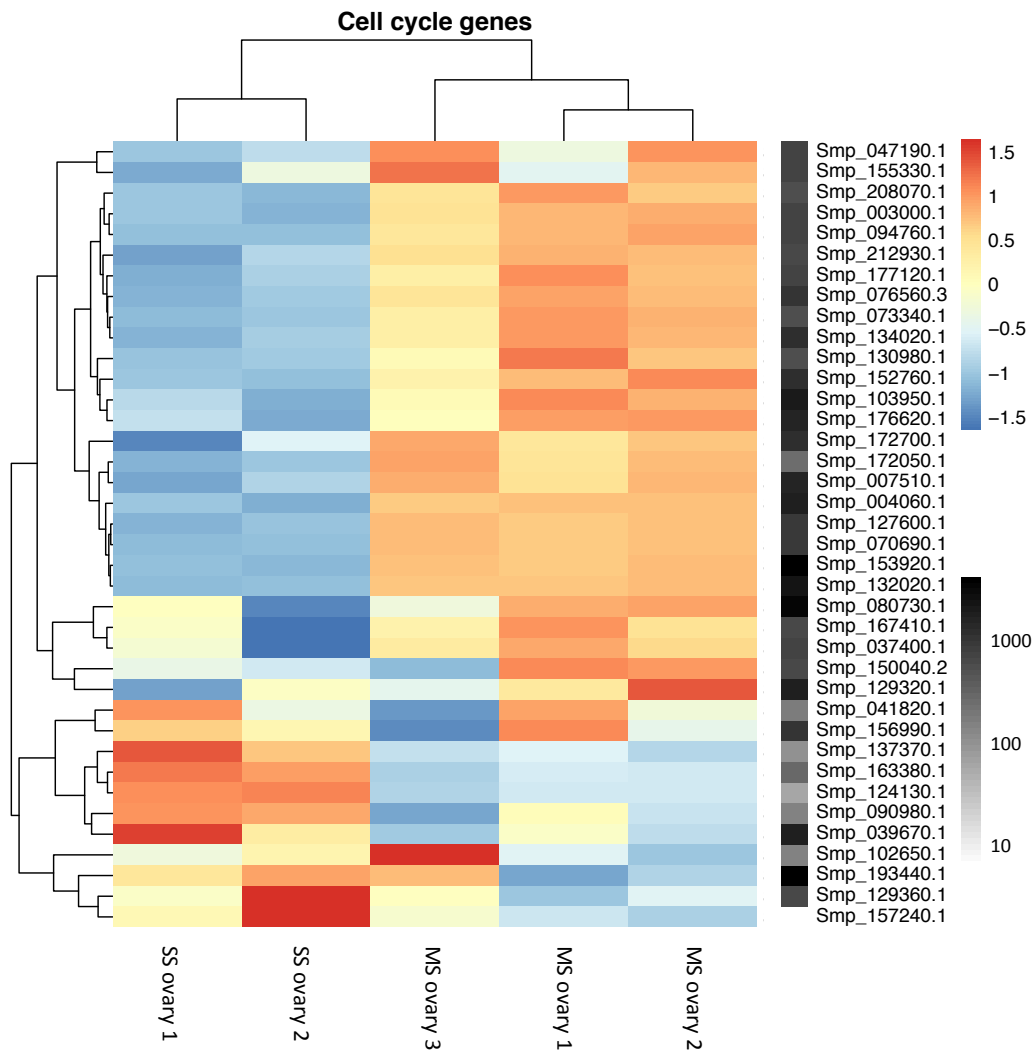 Cell cycle genes
Smp_047190.1
Smp_155330.1
Smp_208070.1
Smp_003000.1
Smp_094760.1
Smp_212930.1
Smp_177120.1
Smp_076560.3
Smp_073340.1
Smp_134020.1
Smp_130980.1
Smp_152760.1
Smp_103950.1
Smp_176620.1
Smp_172700.1
Smp_172050.1
Smp_007510.1
Smp_004060.1
Smp_127600.1
Smp_070690.1
Smp_153920.1
Smp_132020.1
Smp_080730.1
Smp_167410.1
Smp_037400.1
Smp_150040.2
Smp_129320.1
Smp_041820.1
Smp_156990.1
Smp_137370.1
Smp_163380.1
Smp_124130.1
Smp_090980.1
Smp_039670.1
Smp_102650.1
Smp_193440.1
Smp_129360.1
Smp_157240.1
1.5
1
0.5
0
−0.5
−1
−1.5
1000
100
10
SS ovary 1
SS ovary 2
MS ovary 3
MS ovary 1
MS ovary 2